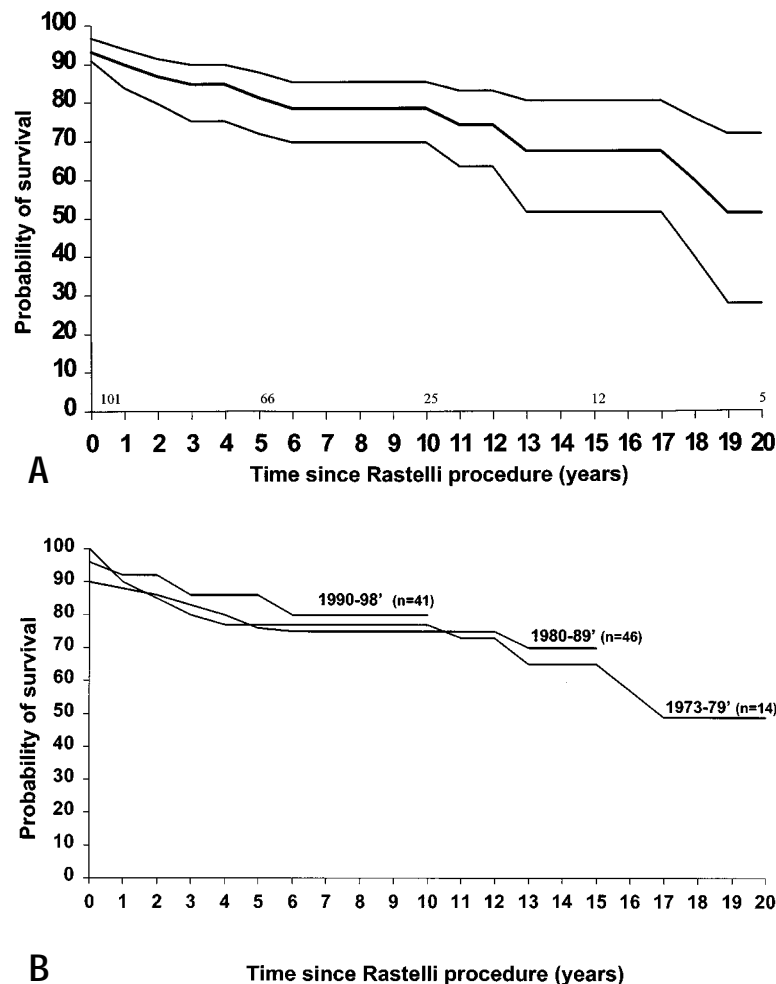 Probability of survival
100
90
80
70
60
50
40
30
20
10
0
101 66 25 12 5
0 1 2 3 4 5 6 7 8 9 10 11 12 13 14 15 16 17 18 19 20
Time since Rastelli procedure (years)
A
Probability of survival
100
90
80
70
60
50
40
30
20
10
0
1990-98' (n=41)
1980-89' (n=46)
1973-79' (n=14)
0 1 2 3 4 5 6 7 8 9 10 11 12 13 14 15 16 17 18 19 20
B
Time since Rastelli procedure (years)